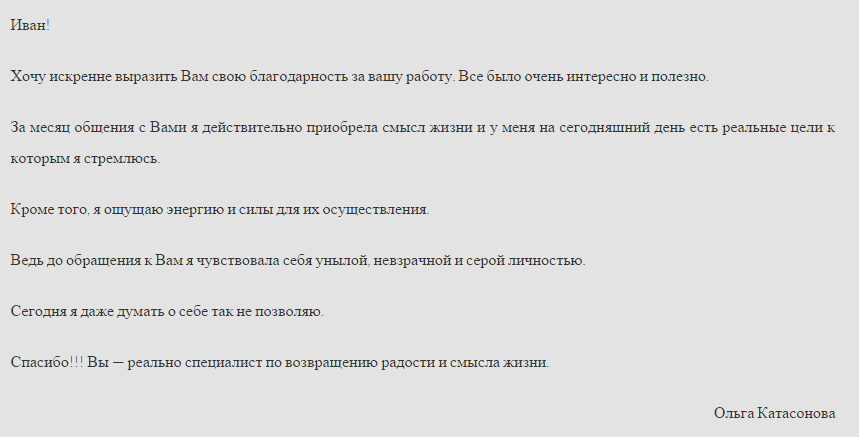 Иван!
Хочу искренне выразить Вам свою благодарность за вашу работу. Все было очень интересно и полезно.
За месяц общения с Вами я действительно приобрела смысл жизни и у меня на сегодняшний день есть реальные цели к
которым я стремлюсь.
Кроме того, я ощущаю энергию и силы для их осуществления.
Ведь до обращения к Вам я чувствовала себя унылой, невзрачной и серой личностью.
Сегодня я даже думать о себе так не позволяю.
Спасибо!!! Вы — реально специалист по возвращению радости и смысла жизни.
Ольга Катасонова